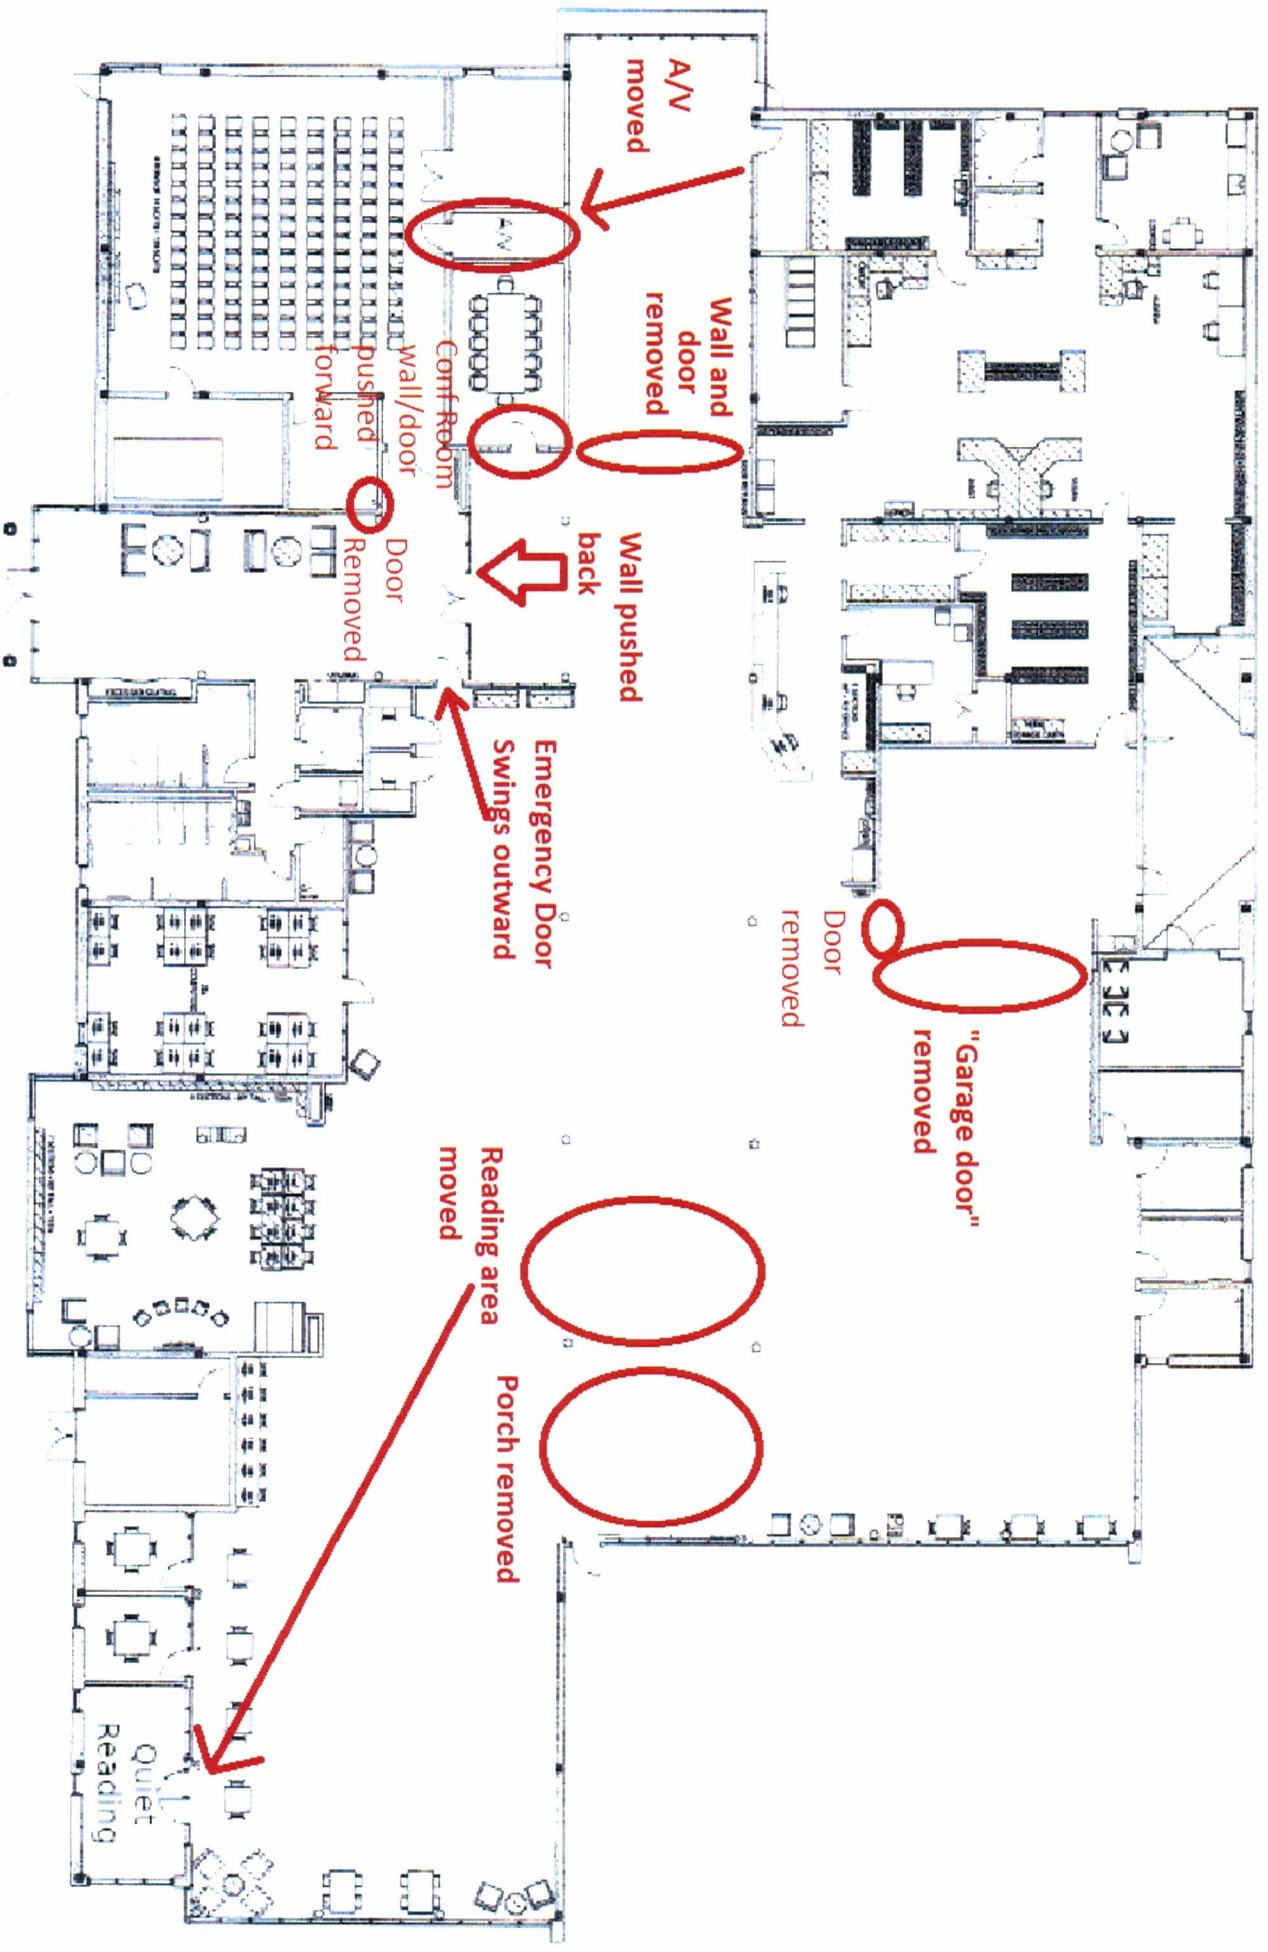 A/V
moved
A/V
Wall and
door
removed
Conf Room
wall/door
pushed
forward
Wall pushed
back
Door
Removed
Emergency Door
Swings outward
Door
removed
"Garage door"
removed
Reading area
moved
Porch removed
Quiet
Reading